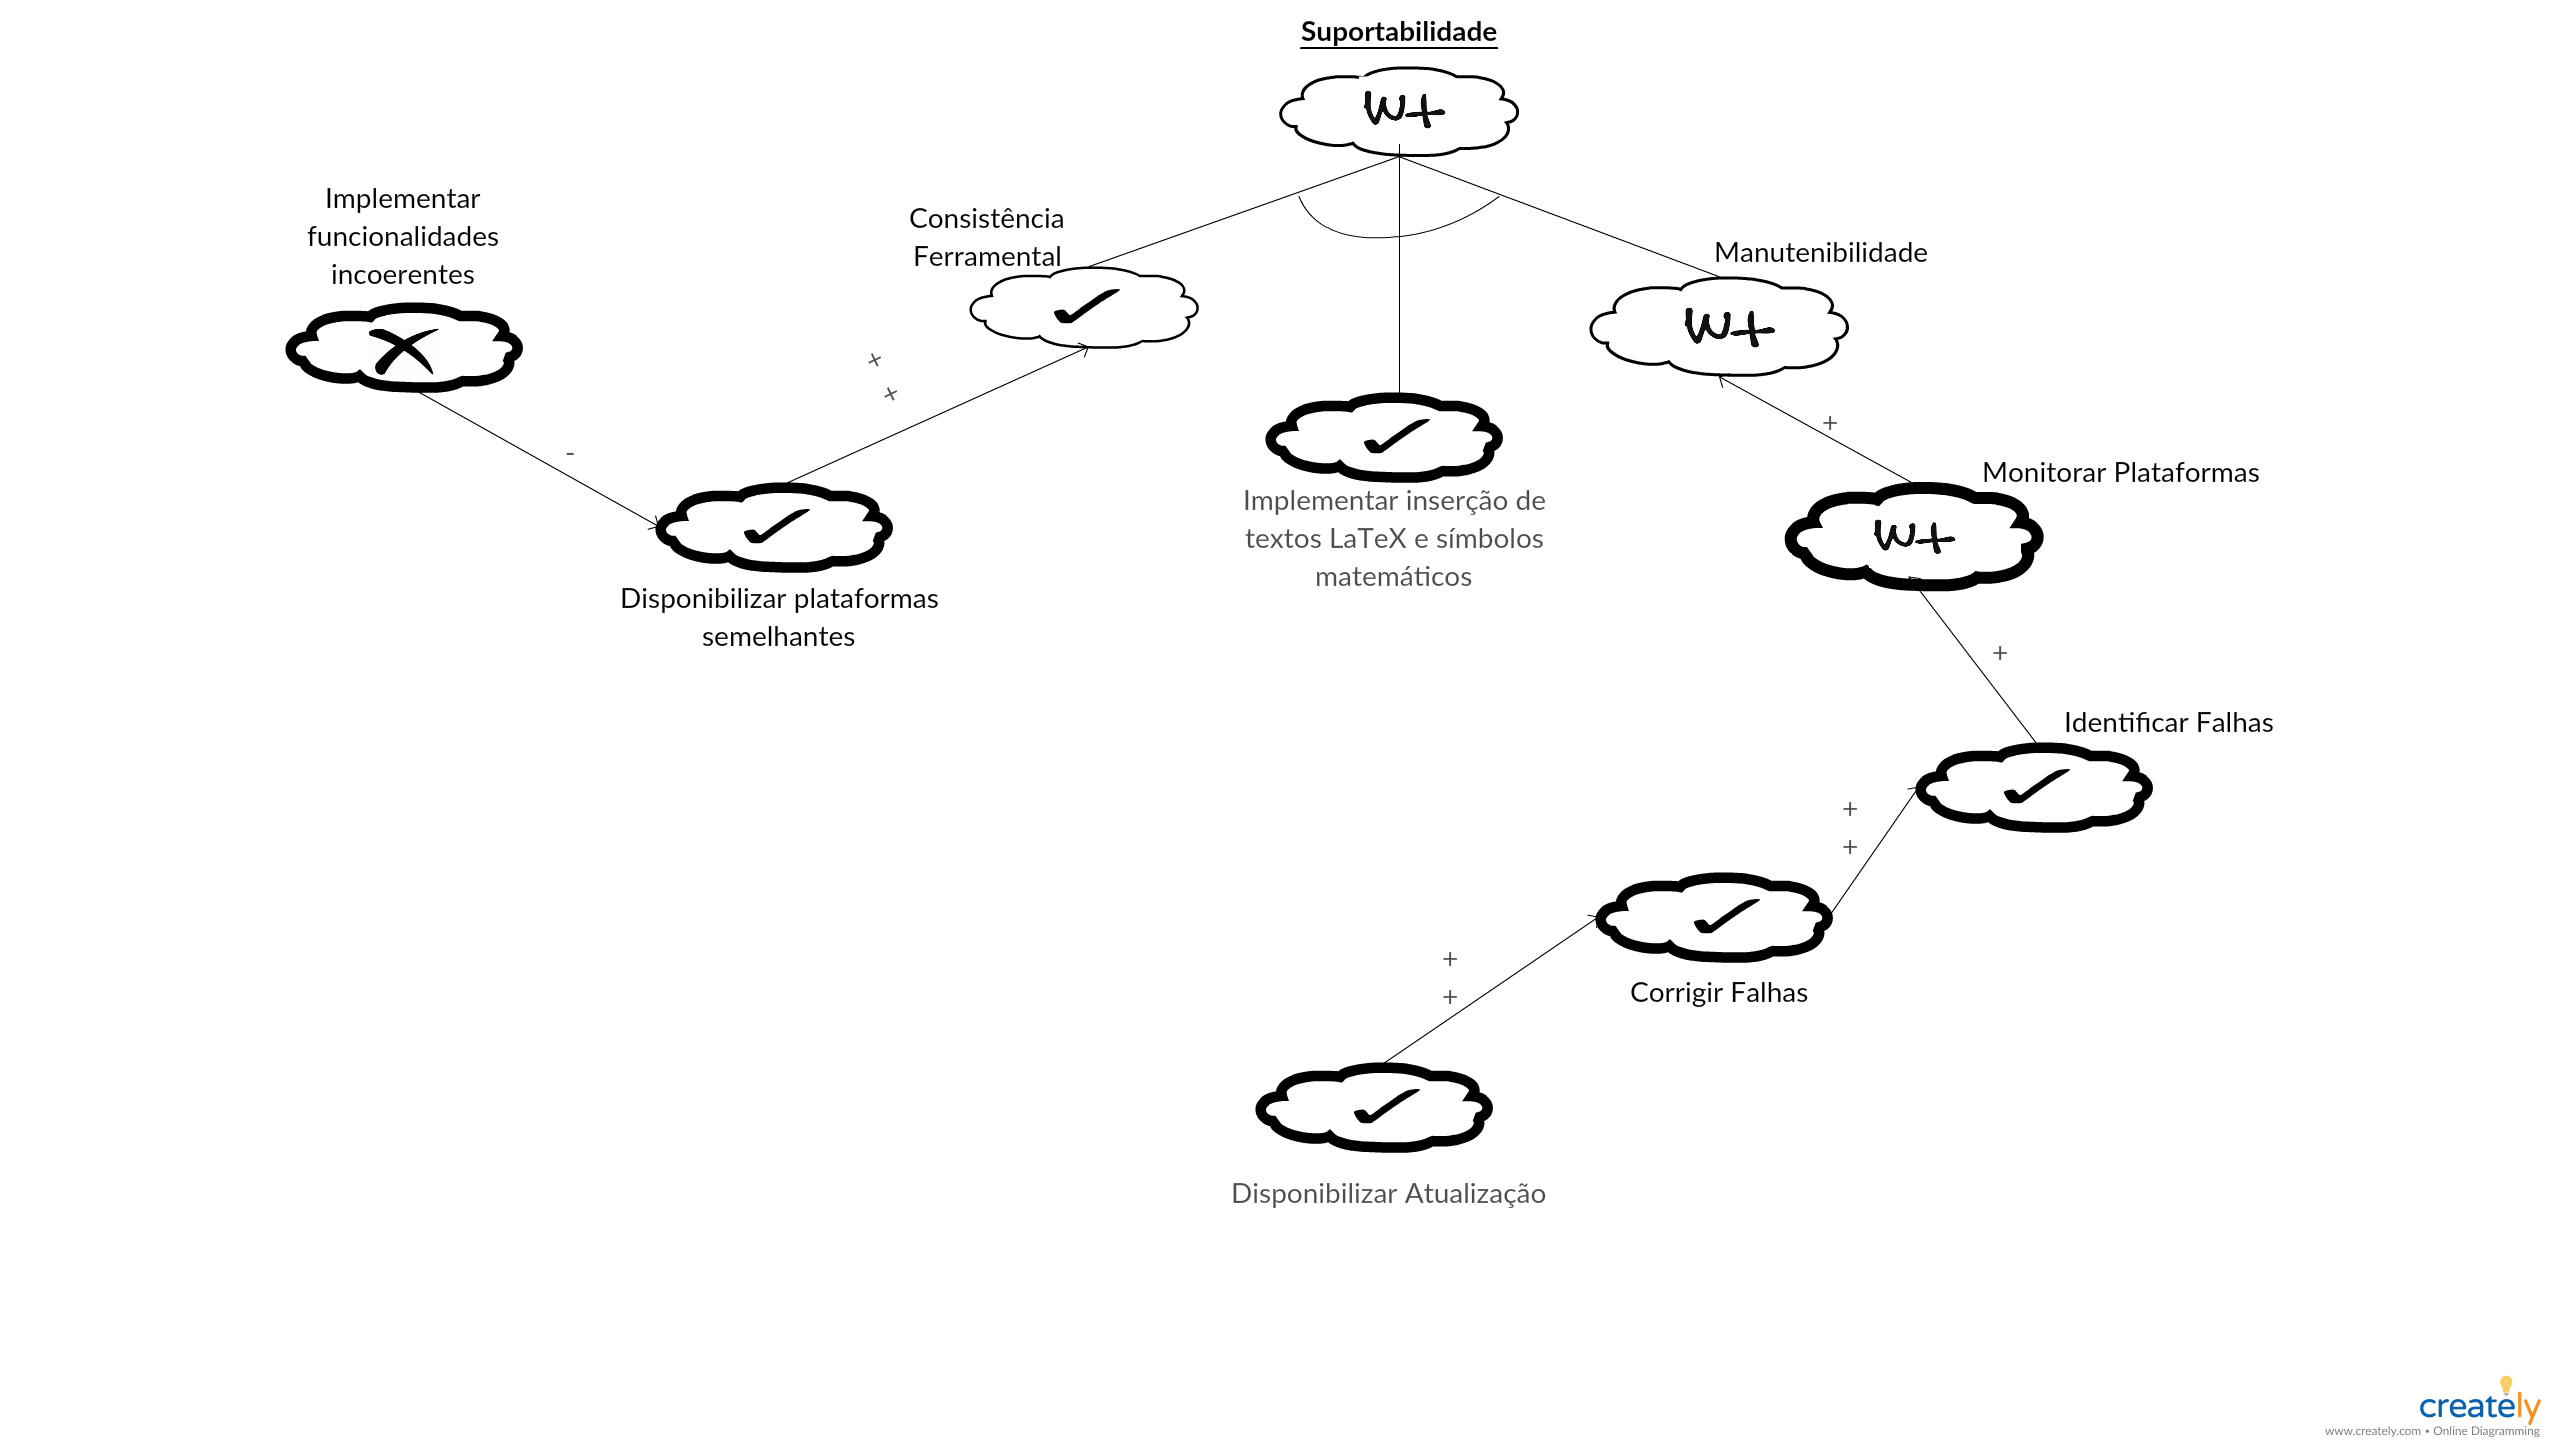 Suportabilidade
W+
Implementar
funcionalidades
incoerentes
Consistência
Ferramental
Manutenibilidade
W+
+
+
-
+
Disponibilizar plataformas
semelhantes
Implementar inserção de
textos LaTeX e símbolos
matemáticos
Monitorar Plataformas
W+
+
Identificar Falhas
+
+
Corrigir Falhas
+
+
Disponibilizar Atualização
creately
www.creately.com • Online Diagramming